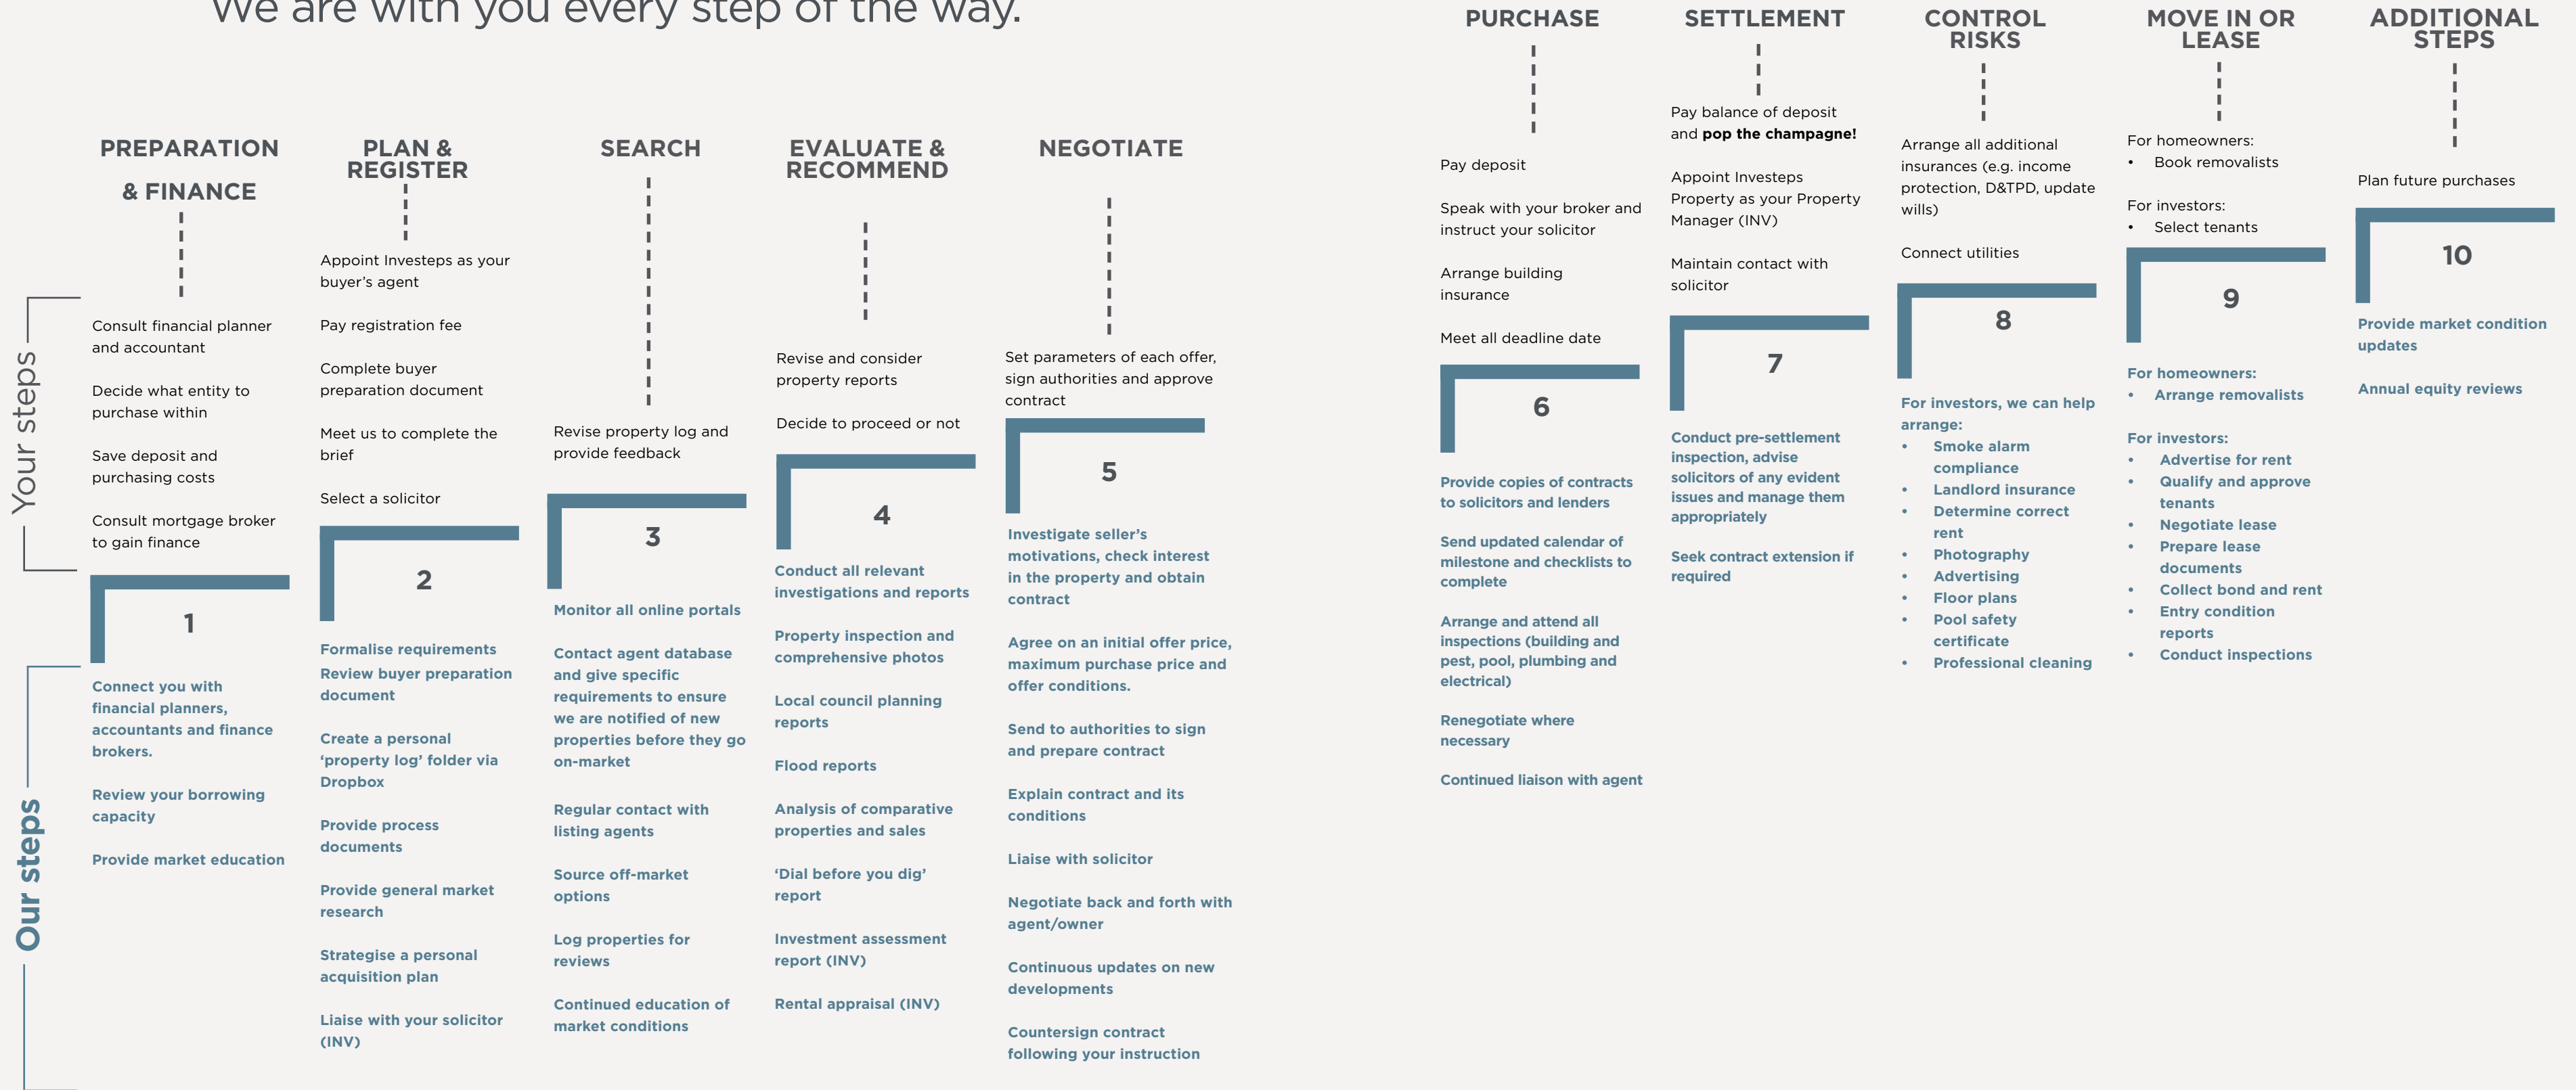 We are with you every step of the way.
Your steps
Our steps
PREPARATION
& FINANCE
Consult financial planner
and accountant
Decide what entity to
purchase within
Save deposit and
purchasing costs
Consult mortgage broker
to gain finance
1
Connect you with
financial planners,
accountants and finance
brokers.
Review your borrowing
capacity
Provide market education
PLAN &
REGISTER
Appoint Investeps as your
buyer’s agent
Pay registration fee
Complete buyer
preparation document
Meet us to complete the
brief
Select a solicitor
2
Formalise requirements
Review buyer preparation
document
Create a personal
‘property log’ folder via
Dropbox
Provide process
documents
Provide general market
research
Strategise a personal
acquisition plan
Liaise with your solicitor
(INV)
SEARCH
Revise property log and
provide feedback
3
Monitor all online portals
Contact agent database
and give specific
requirements to ensure
we are notified of new
properties before they go
on-market
Regular contact with
listing agents
Source off-market
options
Log properties for
reviews
Continued education of
market conditions
EVALUATE &
RECOMMEND
Revise and consider
property reports
Decide to proceed or not
4
Conduct all relevant
investigations and reports
Property inspection and
comprehensive photos
Local council planning
reports
Flood reports
Analysis of comparative
properties and sales
‘Dial before you dig’
report
Investment assessment
report (INV)
Rental appraisal (INV)
NEGOTIATE
Set parameters of each offer,
sign authorities and approve
contract
5
Investigate seller’s
motivations, check interest
in the property and obtain
contract
Agree on an initial offer price,
maximum purchase price and
offer conditions.
Send to authorities to sign
and prepare contract
Explain contract and its
conditions
Liaise with solicitor
Negotiate back and forth with
agent/owner
Continuous updates on new
developments
Countersign contract
following your instruction
PURCHASE
Pay deposit
Speak with your broker and
instruct your solicitor
Arrange building
insurance
Meet all deadline date
6
Provide copies of contracts
to solicitors and lenders
Send updated calendar of
milestone and checklists to
complete
Arrange and attend all
inspections (building and
pest, pool, plumbing and
electrical)
Renegotiate where
necessary
Continued liaison with agent
SETTLEMENT
Pay balance of deposit
and pop the champagne!
Appoint Investeps
Property as your Property
Manager (INV)
Maintain contact with
solicitor
7
Conduct pre-settlement
inspection, advise
solicitors of any evident
issues and manage them
appropriately
Seek contract extension if
required
CONTROL
RISKS
Arrange all additional
insurances (e.g. income
protection, D&TPD, update
wills)
Connect utilities
8
For investors, we can help
arrange:
• Smoke alarm
compliance
• Landlord insurance
• Determine correct
rent
• Photography
• Advertising
• Floor plans
• Pool safety
certificate
• Professional cleaning
MOVE IN OR
LEASE
For homeowners:
• Book removalists
For investors:
• Select tenants
9
For homeowners:
• Arrange removalists
For investors:
• Advertise for rent
• Qualify and approve
tenants
• Negotiate lease
• Prepare lease
documents
• Collect bond and rent
• Entry condition
reports
• Conduct inspections
ADDITIONAL
STEPS
Plan future purchases
10
Provide market condition
updates
Annual equity reviews